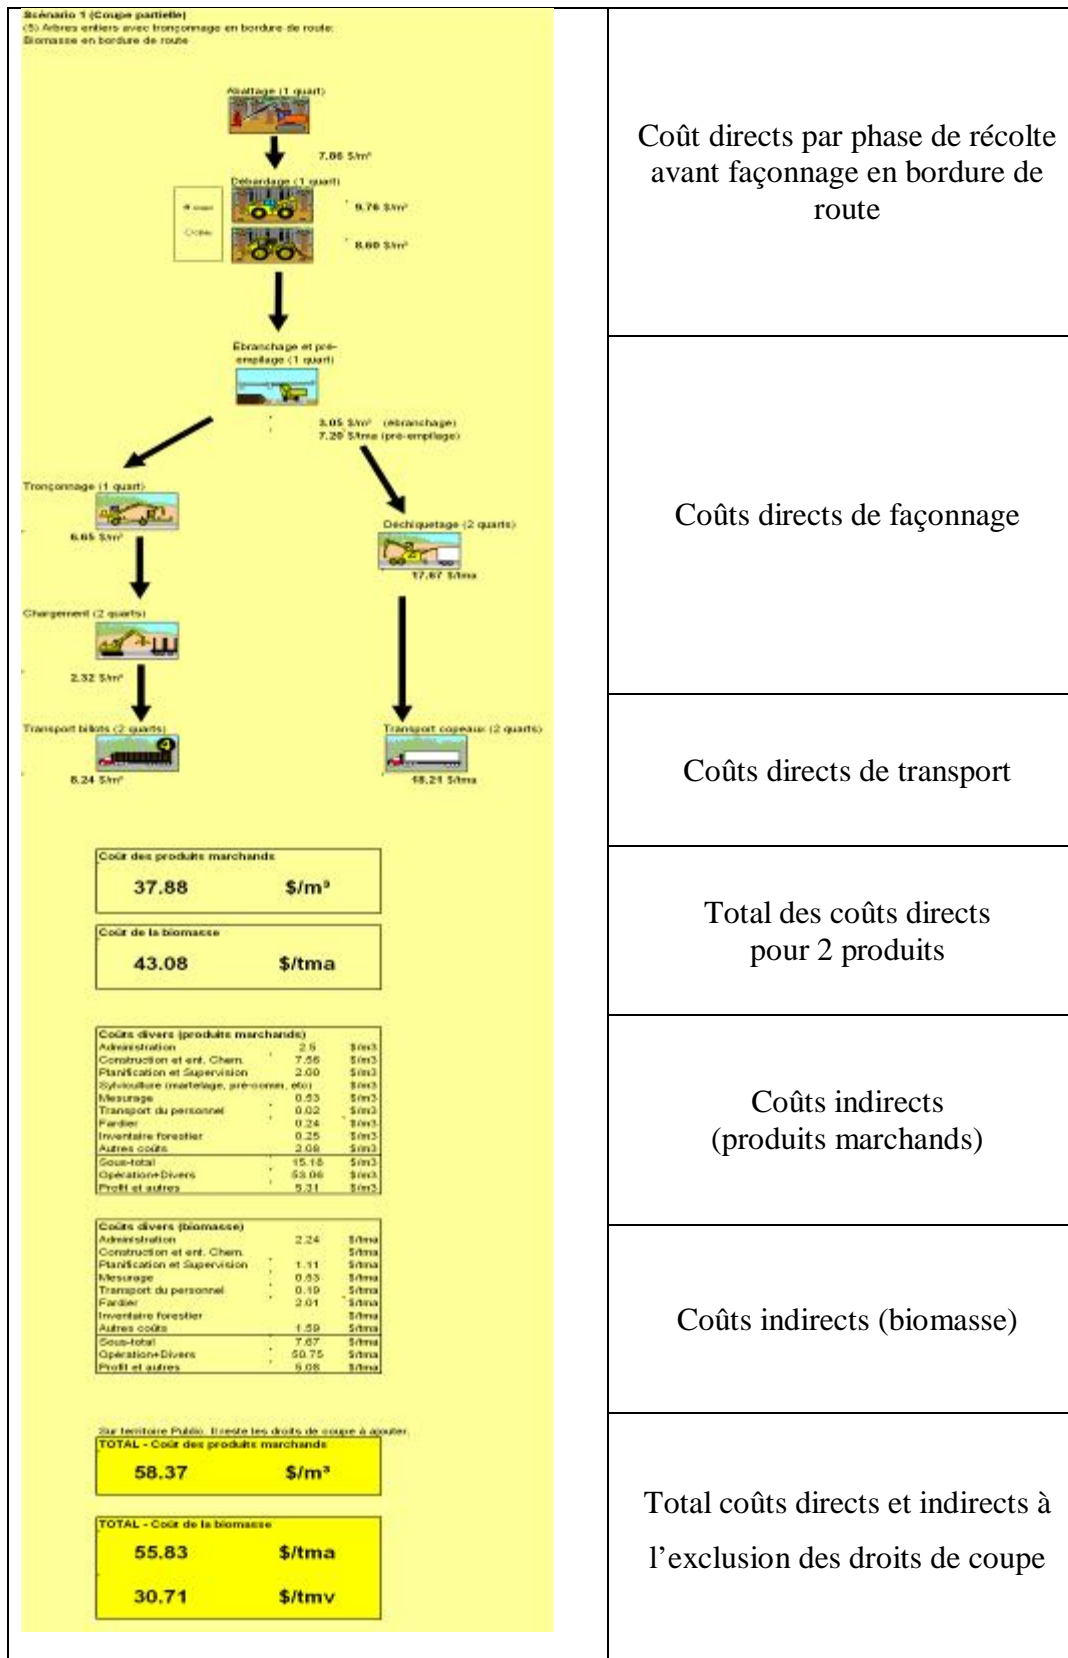 Scénario 1 (Coupe partielle)
(5) Arbres entiers avec tronçonnage en bordure de route:
Biomasse en bordure de route
Abattage (1 quart)
7.86 $/m³
Débardage (1 quart)
9.76 $/m³
8.60 $/m³
Ébranchage et pré-
empilage (1 quart)
3.05 $/m³ (ébranchage)
7.20 $/tma (pré-empilage)
Tronçonnage (1 quart)
6.65 $/m³
Déchiquetage (2 quarts)
17.67 $/tma
Chargement (2 quarts)
2.32 $/m³
Transport billots (2 quarts)
4
8.24 $/m³
Transport copeaux (2 quarts)
18.21 $/tma
Coût des produits marchands
37.88 $/m³
Coût de la biomasse
43.08 $/tma
Coûts divers (produits marchands)
Administration 2.5 $/m3
Construction et ent. Chem. 7.56 $/m3
Planification et Supervision 2.00 $/m3
Sylviculture (martelage, pré-comm, etc) $/m3
Mesurage 0.53 $/m3
Transport du personnel 0.02 $/m3
Fardier 0.24 $/m3
Inventaire forestier 0.25 $/m3
Autres coûts 2.08 $/m3
Sous-total 15.18 $/m3
Opération+Divers 53.06 $/m3
Profit et autres 5.31 $/m3
Coûts divers (biomasse)
Administration 2.24 $/tma
Construction et ent. Chem. $/tma
Planification et Supervision 1.11 $/tma
Mesurage 0.53 $/tma
Transport du personnel 0.19 $/tma
Fardier 2.01 $/tma
Inventaire forestier $/tma
Autres coûts 1.59 $/tma
Sous-total 7.67 $/tma
Opération+Divers 50.75 $/tma
Profit et autres 5.08 $/tma
Sur territoire Public. Il reste les droits de coupe à ajouter.
TOTAL - Coût des produits marchands
58.37 $/m³
TOTAL - Coût de la biomasse
55.83 $/tma
30.71 $/tmv
Coût directs par phase de récolte
avant façonnage en bordure de
route
Coûts directs de façonnage
Coûts directs de transport
Total des coûts directs
pour 2 produits
Coûts indirects
(produits marchands)
Coûts indirects (biomasse)
Total coûts directs et indirects à
l’exclusion des droits de coupe